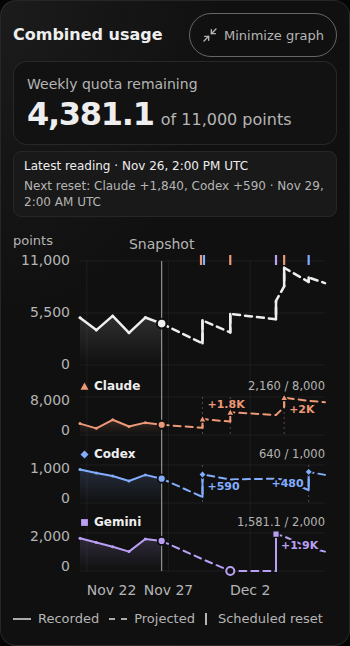 Combined usage
Minimize graph
Weekly quota remaining
4,381.1 of 11,000 points
Latest reading · Nov 26, 2:00 PM UTC
Next reset: Claude +1,840, Codex +590 · Nov 29,
2:00 AM UTC
points
Snapshot
11,000
5,500
0
Claude
2,160 / 8,000
8,000
+1.8K
+2K
0
Codex
640 / 1,000
1,000
+590
+480
0
Gemini
1,581.1 / 2,000
2,000
+1.9K
0
Nov 22
Nov 27
Dec 2
Recorded
Projected
Scheduled reset